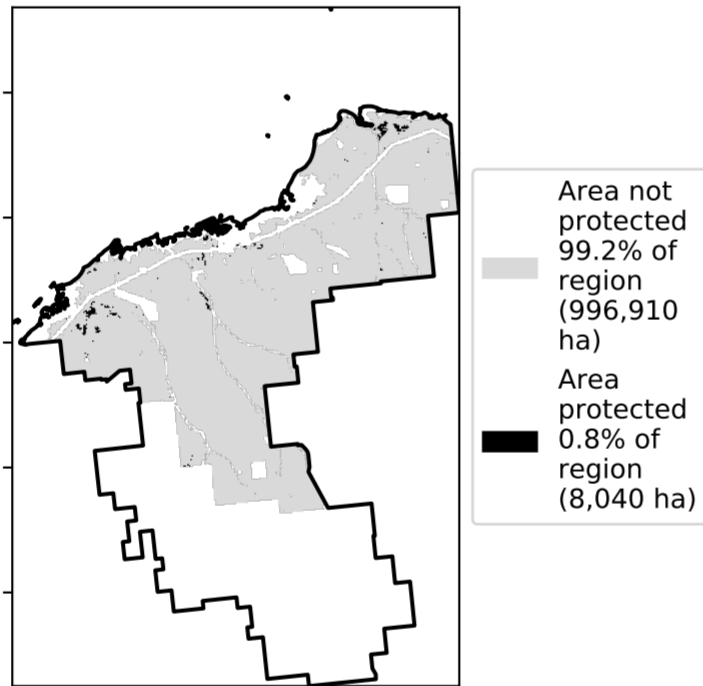 Area not
protected
99.2% of
region
(996,910
ha)
Area
protected
0.8% of
region
(8,040 ha)